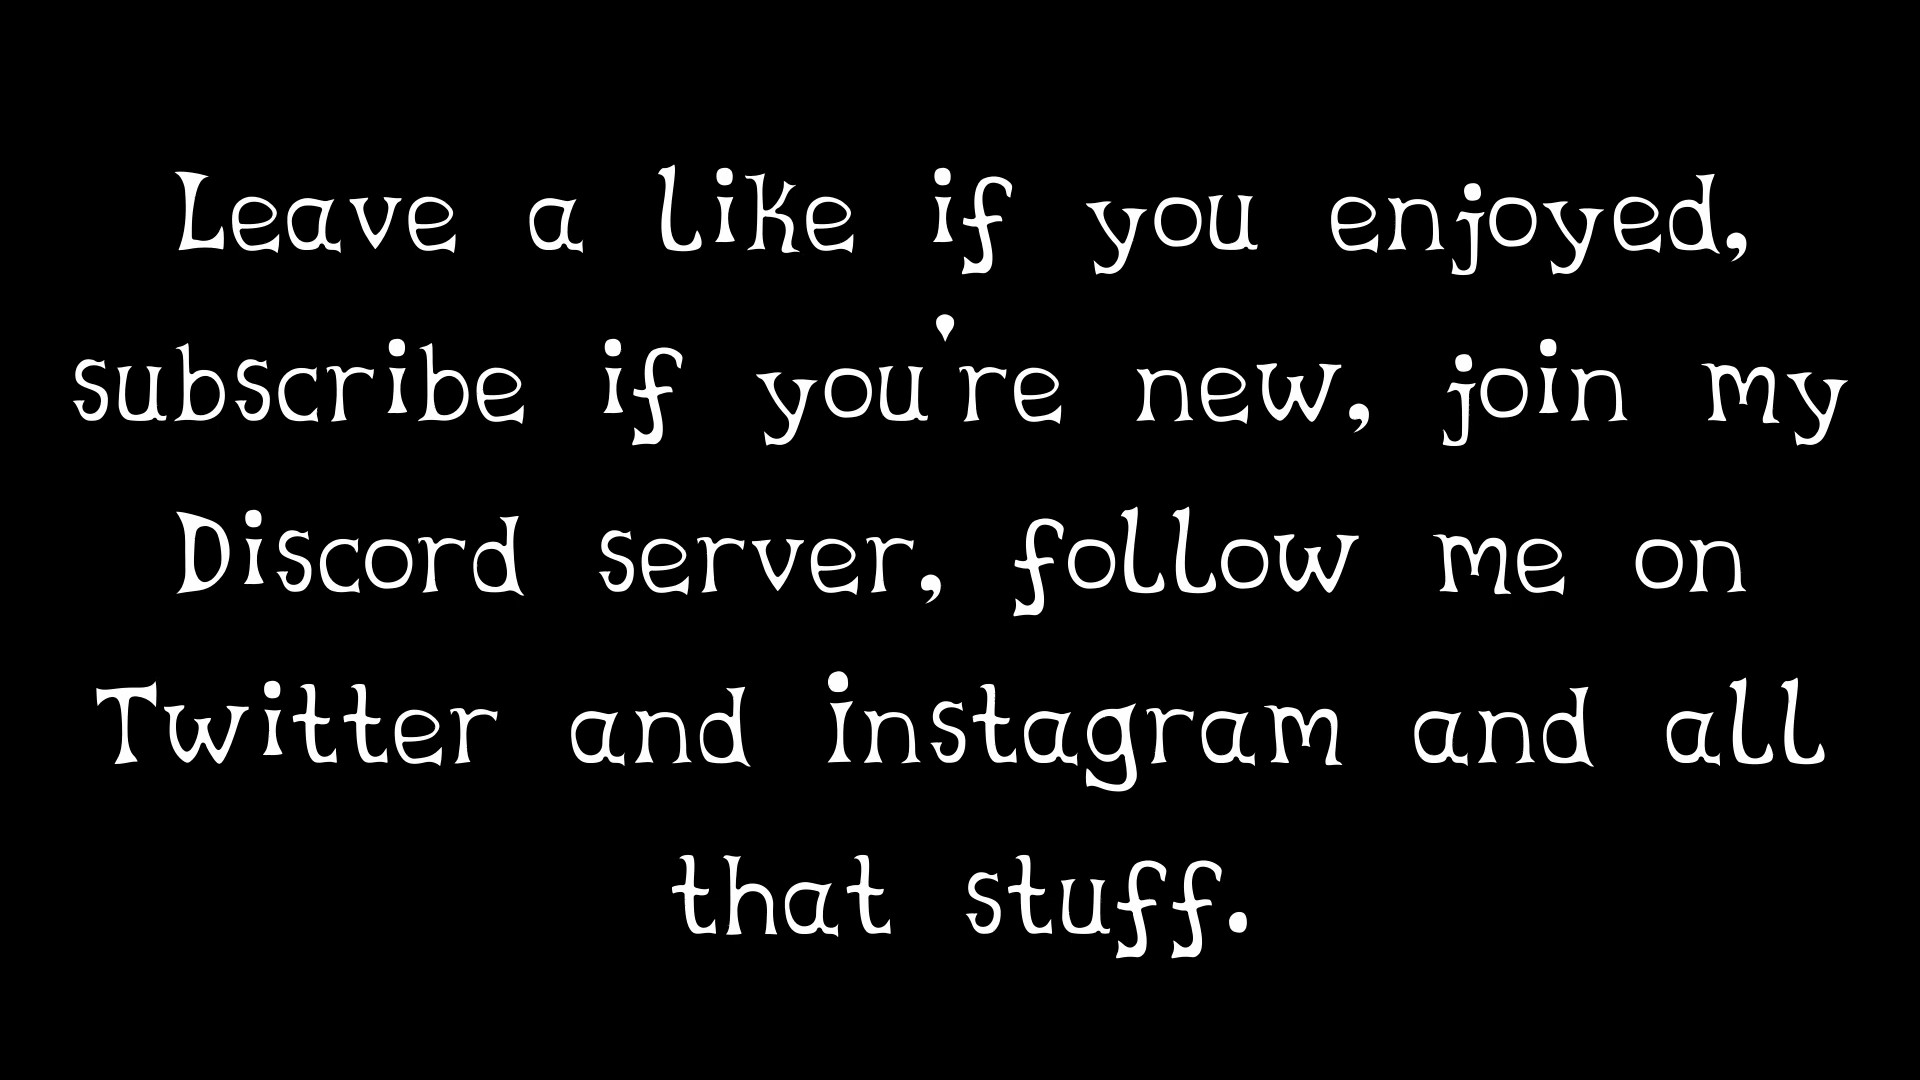 Leave a like if you enjoyed,
subscribe if you're new, join my
Discord server, follow me on
Twitter and Instagram and all
that stuff.